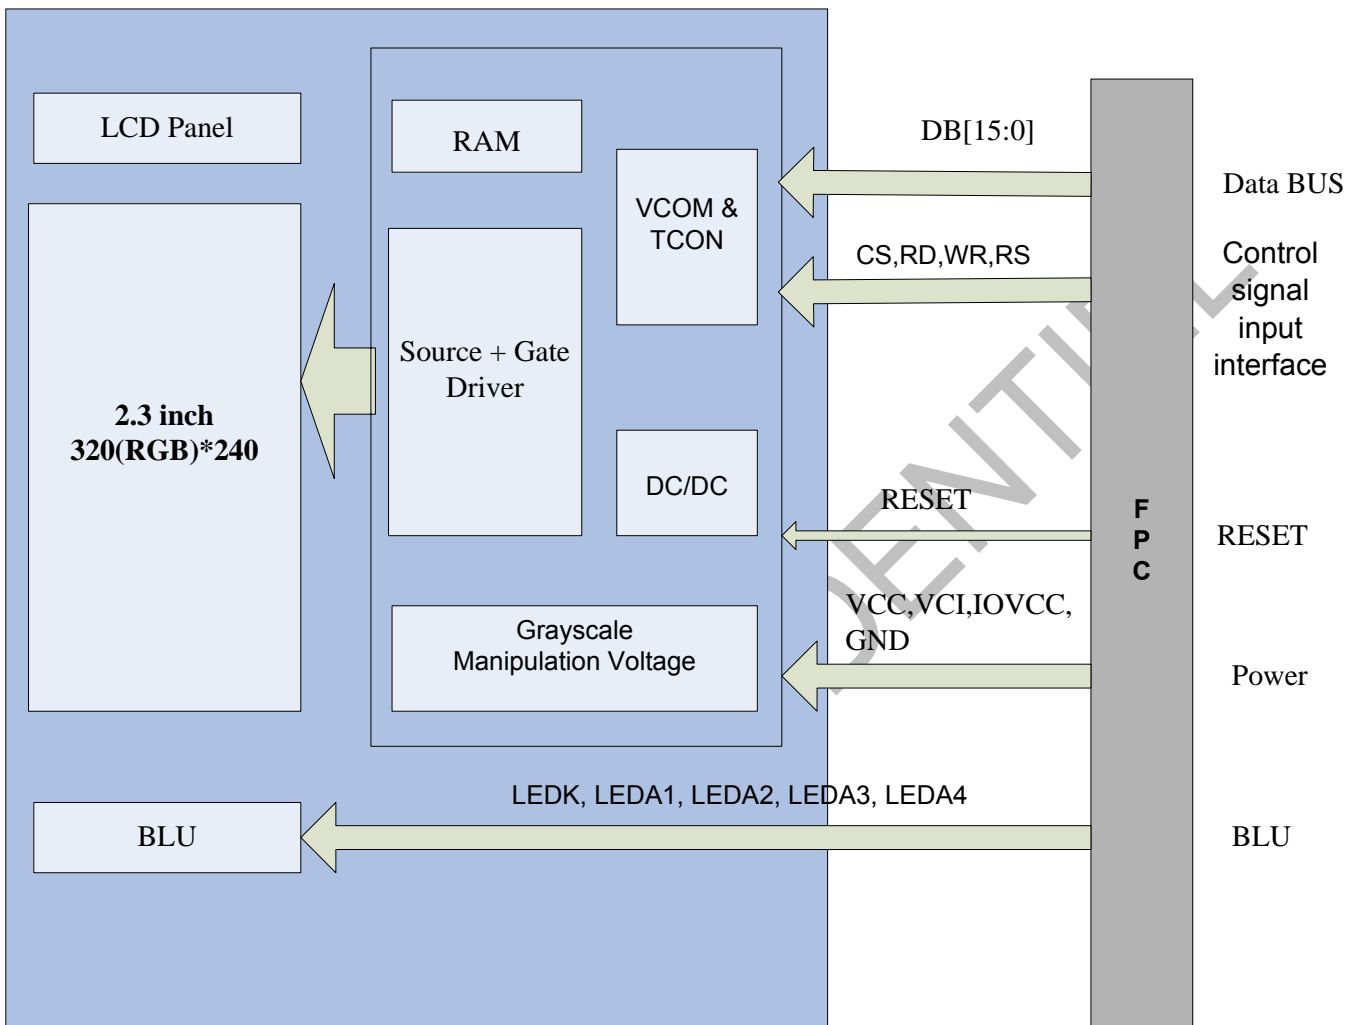 LCD Panel
RAM
DB[15:0]
Data BUS
VCOM &
TCON
CS,RD,WR,RS
Control
signal
input
interface
Source + Gate
Driver
2.3 inch
320(RGB)*240
DC/DC
RESET
F
P
C
RESET
VCC,VCI,IOVCC,
GND
Grayscale
Manipulation Voltage
Power
LEDK, LEDA1, LEDA2, LEDA3, LEDA4
BLU
BLU